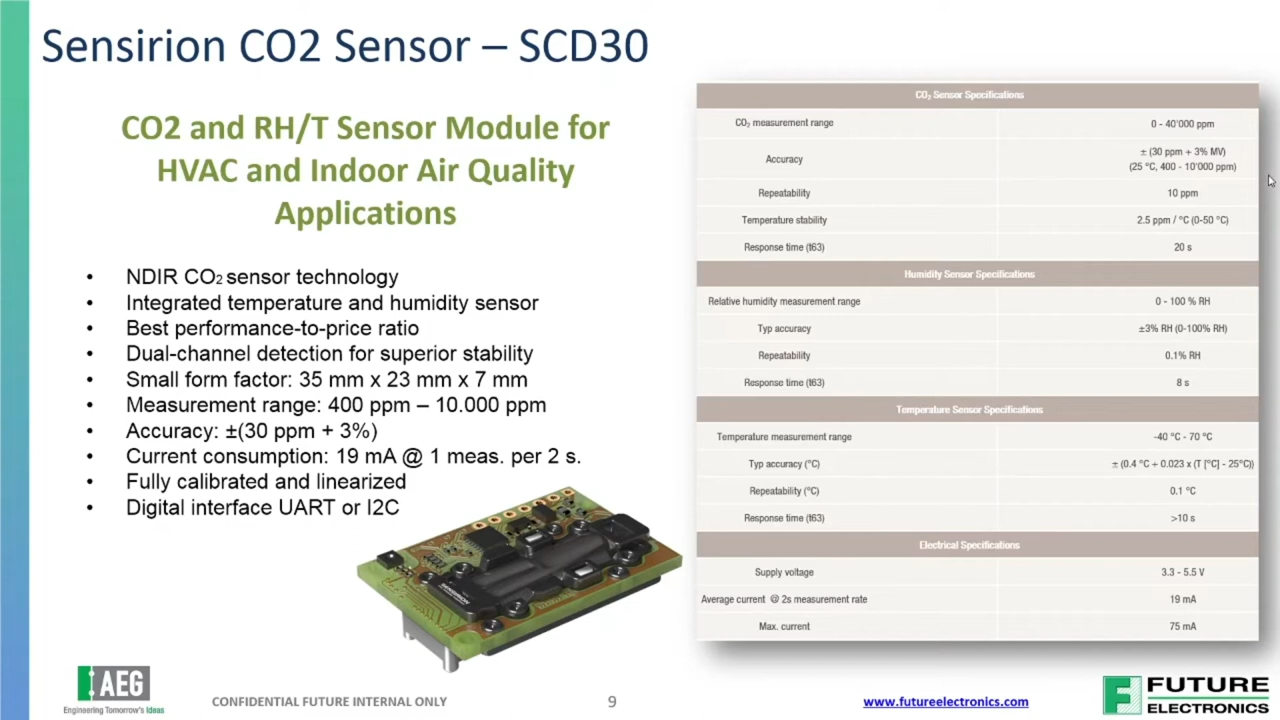 Sensirion CO2 Sensor – SCD30
CO2 and RH/T Sensor Module for
HVAC and Indoor Air Quality
Applications
• NDIR CO₂ sensor technology
• Integrated temperature and humidity sensor
• Best performance-to-price ratio
• Dual-channel detection for superior stability
• Small form factor: 35 mm x 23 mm x 7 mm
• Measurement range: 400 ppm – 10.000 ppm
• Accuracy: ±(30 ppm + 3%)
• Current consumption: 19 mA @ 1 meas. per 2 s.
• Fully calibrated and linearized
• Digital interface UART or I2C
SENSIRION
CO₂ Sensor Specifications
CO₂ measurement range 0 - 40'000 ppm
Accuracy ± (30 ppm + 3% MV)
(25 °C, 400 - 10'000 ppm)
Repeatability 10 ppm
Temperature stability 2.5 ppm / °C (0-50 °C)
Response time (t63) 20 s
Humidity Sensor Specifications
Relative humidity measurement range 0 - 100 % RH
Typ accuracy ±3% RH (0-100% RH)
Repeatability 0.1% RH
Response time (t63) 8 s
Temperature Sensor Specifications
Temperature measurement range -40 °C - 70 °C
Typ accuracy (°C) ± (0.4 °C + 0.023 x (T [°C] - 25°C))
Repeatability (°C) 0.1 °C
Response time (t63) >10 s
Electrical Specifications
Supply voltage 3.3 - 5.5 V
Average current @ 2s measurement rate 19 mA
Max. current 75 mA
AEG
Engineering Tomorrow's Ideas
CONFIDENTIAL FUTURE INTERNAL ONLY
9
www.futureelectronics.com
F FUTURE
ELECTRONICS